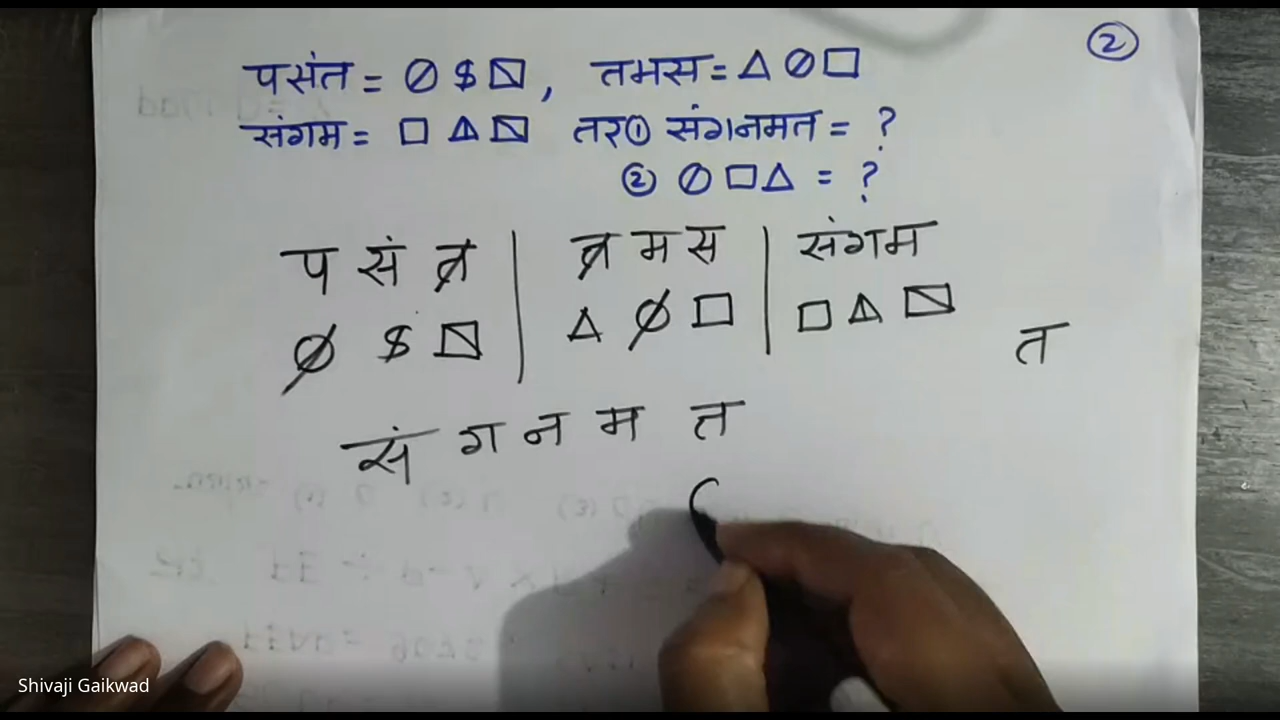 ②
पसंत = ∅ $ ⧅, तमस = △ ∅ □
संगम = □ △ ⧅ तर ① संगनमत = ?
② ∅ □ △ = ?
प सं त | त म स | संगम
∅ $ ⧅ | △ ∅ □ | □ △ ⧅
त
सं ग न म त
Shivaji Gaikwad